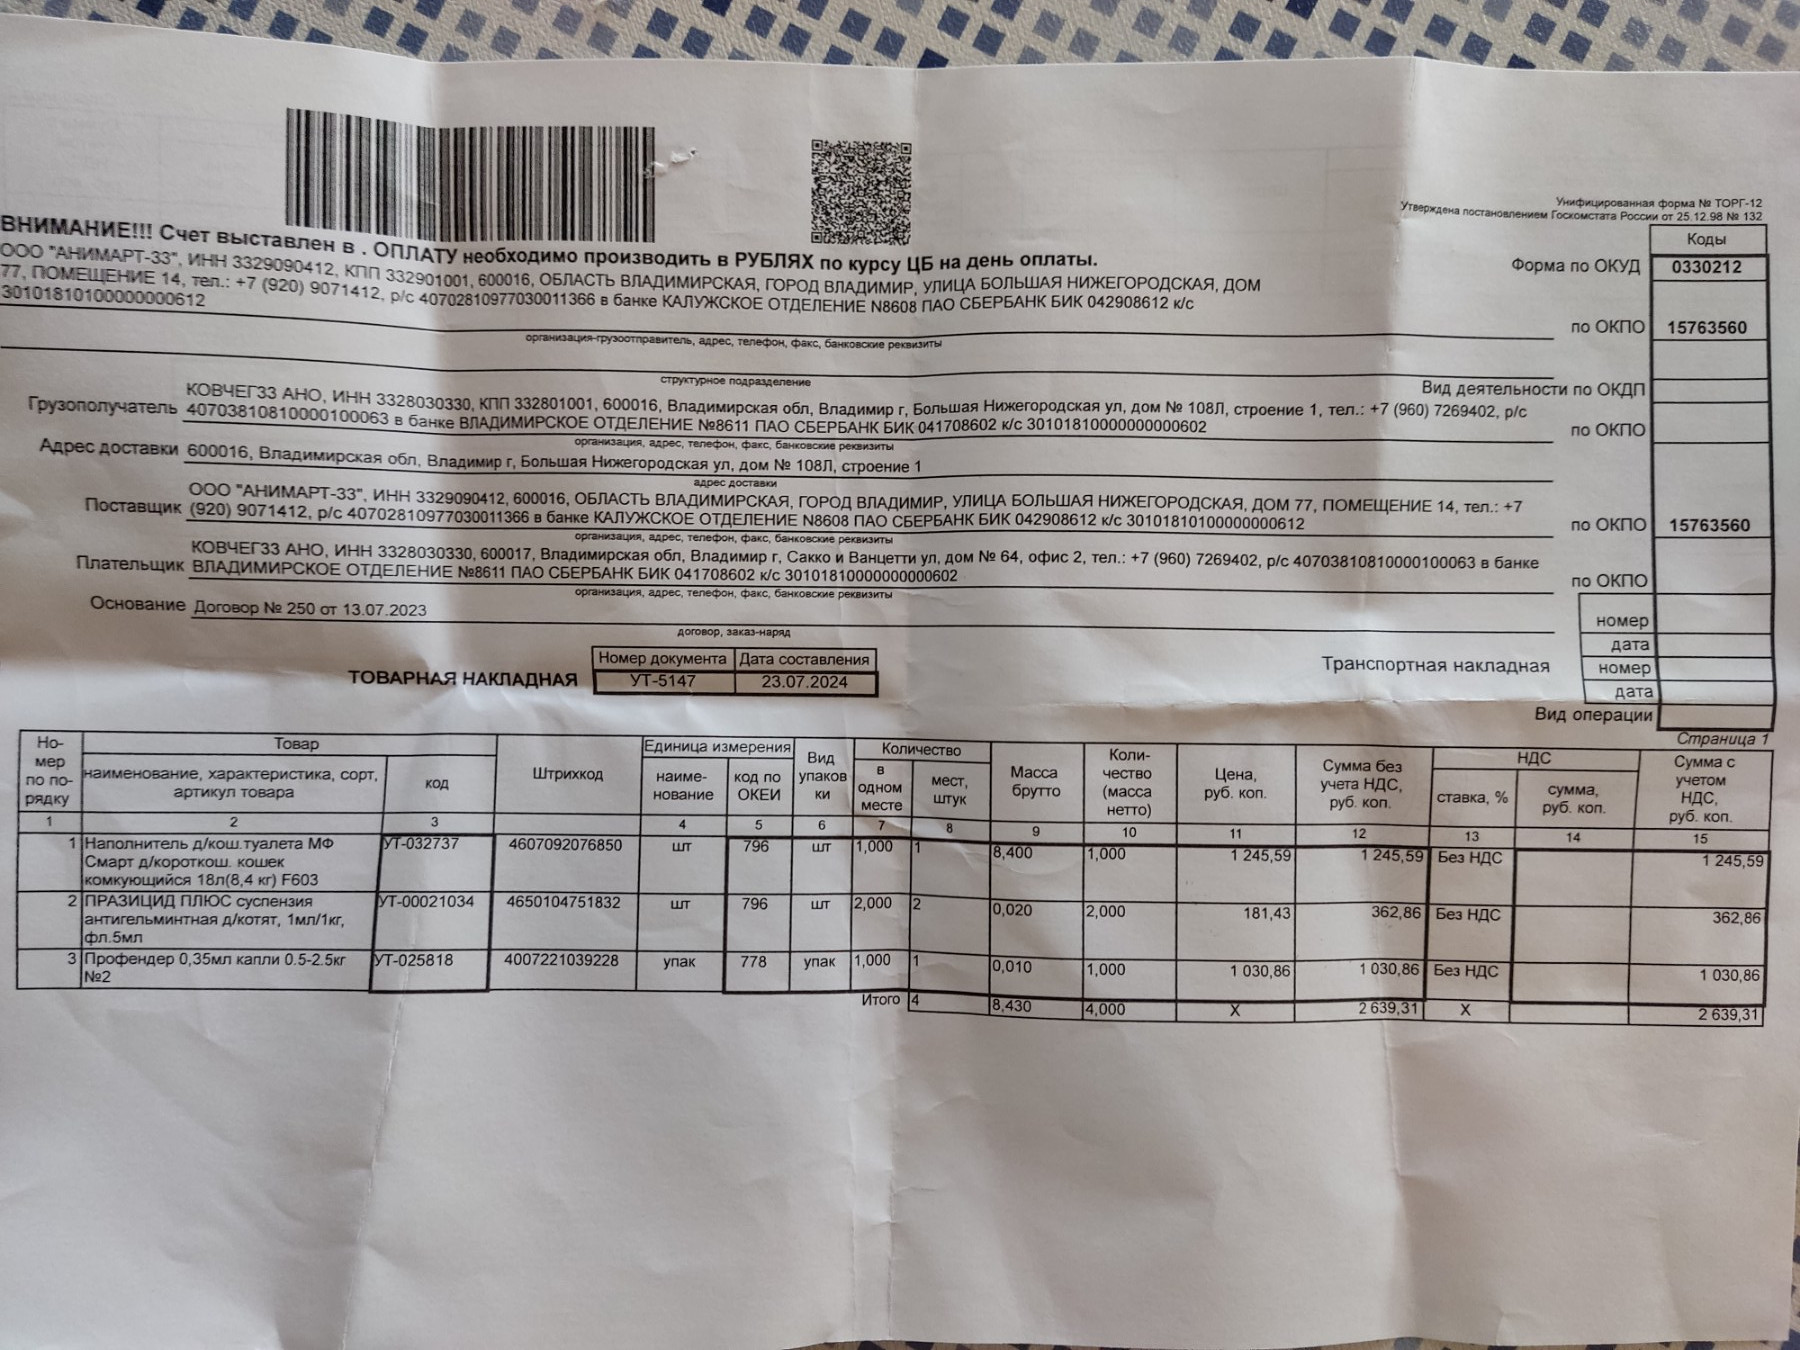 Унифицированная форма № ТОРГ-12
Утверждена постановлением Госкомстата России от 25.12.98 № 132
ВНИМАНИЕ!!! Счет выставлен в . ОПЛАТУ необходимо производить в РУБЛЯХ по курсу ЦБ на день оплаты.
Коды
Форма по ОКУД 0330212
ООО "АНИМАРТ-33", ИНН 3329090412, КПП 332901001, 600016, ОБЛАСТЬ ВЛАДИМИРСКАЯ, ГОРОД ВЛАДИМИР, УЛИЦА БОЛЬШАЯ НИЖЕГОРОДСКАЯ, ДОМ
77, ПОМЕЩЕНИЕ 14, тел.: +7 (920) 9071412, р/с 40702810977030011366 в банке КАЛУЖСКОЕ ОТДЕЛЕНИЕ N8608 ПАО СБЕРБАНК БИК 042908612 к/с
30101810100000000612
по ОКПО 15763560
организация-грузоотправитель, адрес, телефон, факс, банковские реквизиты
структурное подразделение
Вид деятельности по ОКДП
Грузополучатель КОВЧЕГ33 АНО, ИНН 3328030330, КПП 332801001, 600016, Владимирская обл, Владимир г, Большая Нижегородская ул, дом № 108Л, строение 1, тел.: +7 (960) 7269402, р/с
40703810810000100063 в банке ВЛАДИМИРСКОЕ ОТДЕЛЕНИЕ №8611 ПАО СБЕРБАНК БИК 041708602 к/с 30101810000000000602
по ОКПО
организация, адрес, телефон, факс, банковские реквизиты
Адрес доставки 600016, Владимирская обл, Владимир г, Большая Нижегородская ул, дом № 108Л, строение 1
адрес доставки
Поставщик ООО "АНИМАРТ-33", ИНН 3329090412, 600016, ОБЛАСТЬ ВЛАДИМИРСКАЯ, ГОРОД ВЛАДИМИР, УЛИЦА БОЛЬШАЯ НИЖЕГОРОДСКАЯ, ДОМ 77, ПОМЕЩЕНИЕ 14, тел.: +7
(920) 9071412, р/с 40702810977030011366 в банке КАЛУЖСКОЕ ОТДЕЛЕНИЕ N8608 ПАО СБЕРБАНК БИК 042908612 к/с 30101810100000000612
по ОКПО 15763560
организация, адрес, телефон, факс, банковские реквизиты
Плательщик КОВЧЕГ33 АНО, ИНН 3328030330, 600017, Владимирская обл, Владимир г, Сакко и Ванцетти ул, дом № 64, офис 2, тел.: +7 (960) 7269402, р/с 40703810810000100063 в банке
ВЛАДИМИРСКОЕ ОТДЕЛЕНИЕ №8611 ПАО СБЕРБАНК БИК 041708602 к/с 30101810000000000602
по ОКПО
организация, адрес, телефон, факс, банковские реквизиты
Основание Договор № 250 от 13.07.2023
договор, заказ-наряд
номер
дата
Транспортная накладная номер
дата
Вид операции
Номер документа Дата составления
ТОВАРНАЯ НАКЛАДНАЯ УТ-5147 23.07.2024
Страница 1
Но-мер по по-рядку Товар Штрихкод Единица измерения Вид упаков ки Количество Масса брутто Коли-чество (масса нетто) Цена, руб. коп. Сумма без учета НДС, руб. коп. НДС Сумма с учетом НДС, руб. коп.
наименование, характеристика, сорт, артикул товара код наиме-нование код по ОКЕИ в одном месте мест, штук ставка, % сумма, руб. коп.
1 2 3 4 5 6 7 8 9 10 11 12 13 14 15
1 Наполнитель д/кош.туалета МФ УТ-032737 4607092076850 шт 796 шт 1,000 1 8,400 1,000 1 245,59 1 245,59 Без НДС 1 245,59
Смарт д/короткош. кошек
комкующийся 18л(8,4 кг) F603
2 ПРАЗИЦИД ПЛЮС суспензия УТ-00021034 4650104751832 шт 796 шт 2,000 2 0,020 2,000 181,43 362,86 Без НДС 362,86
антигельминтная д/котят, 1мл/1кг,
фл.5мл
3 Профендер 0,35мл капли 0.5-2.5кг УТ-025818 4007221039228 упак 778 упак 1,000 1 0,010 1,000 1 030,86 1 030,86 Без НДС 1 030,86
№2
Итого 4 8,430 4,000 X 2 639,31 X 2 639,31